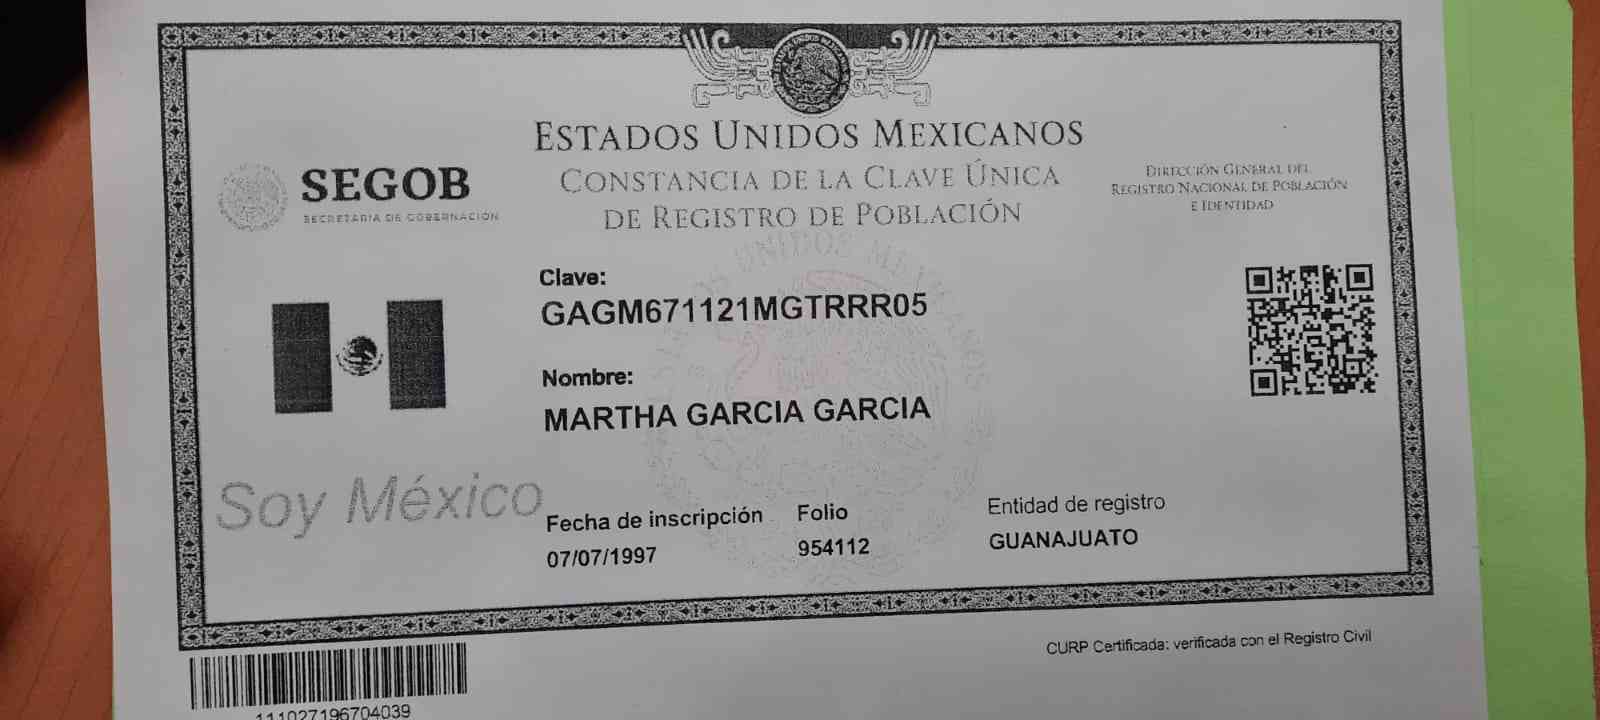 ESTADOS UNIDOS MEXICANOS
CONSTANCIA DE LA CLAVE ÚNICA
DE REGISTRO DE POBLACIÓN
SEGOB
SECRETARÍA DE GOBERNACIÓN
DIRECCIÓN GENERAL DEL
REGISTRO NACIONAL DE POBLACIÓN
E IDENTIDAD
Clave:
GAGM671121MGTRRR05
Nombre:
MARTHA GARCIA GARCIA
Soy México
Fecha de inscripción
07/07/1997
Folio
954112
Entidad de registro
GUANAJUATO
CURP Certificada: verificada con el Registro Civil
111027196704039